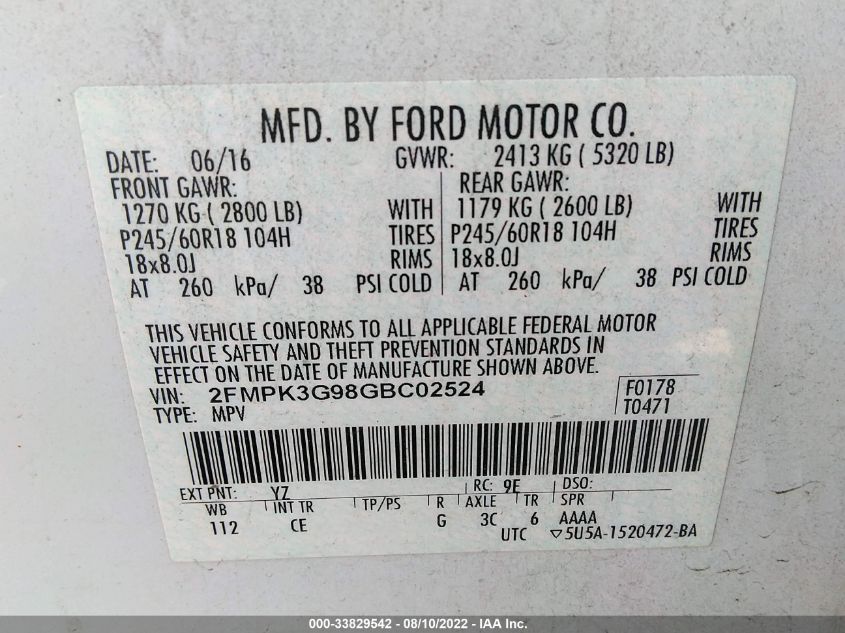 MFD. BY FORD MOTOR CO.
DATE: 06/16 GVWR: 2413 KG ( 5320 LB)
FRONT GAWR: REAR GAWR:
1270 KG ( 2800 LB) WITH 1179 KG ( 2600 LB) WITH
P245/60R18 104H TIRES P245/60R18 104H TIRES
18x8.0J RIMS 18x8.0J RIMS
AT 260 kPa/ 38 PSI COLD AT 260 kPa/ 38 PSI COLD
THIS VEHICLE CONFORMS TO ALL APPLICABLE FEDERAL MOTOR
VEHICLE SAFETY AND THEFT PREVENTION STANDARDS IN
EFFECT ON THE DATE OF MANUFACTURE SHOWN ABOVE.
VIN: 2FMPK3G98GBC02524 F0178
TYPE: MPV T0471
EXT PNT: YZ RC: 9E DSO:
WB INT TR TP/PS R AXLE TR SPR
112 CE G 3C 6 AAAA
UTC ▽5U5A-1520472-BA
000-33829542 - 08/10/2022 - IAA Inc.